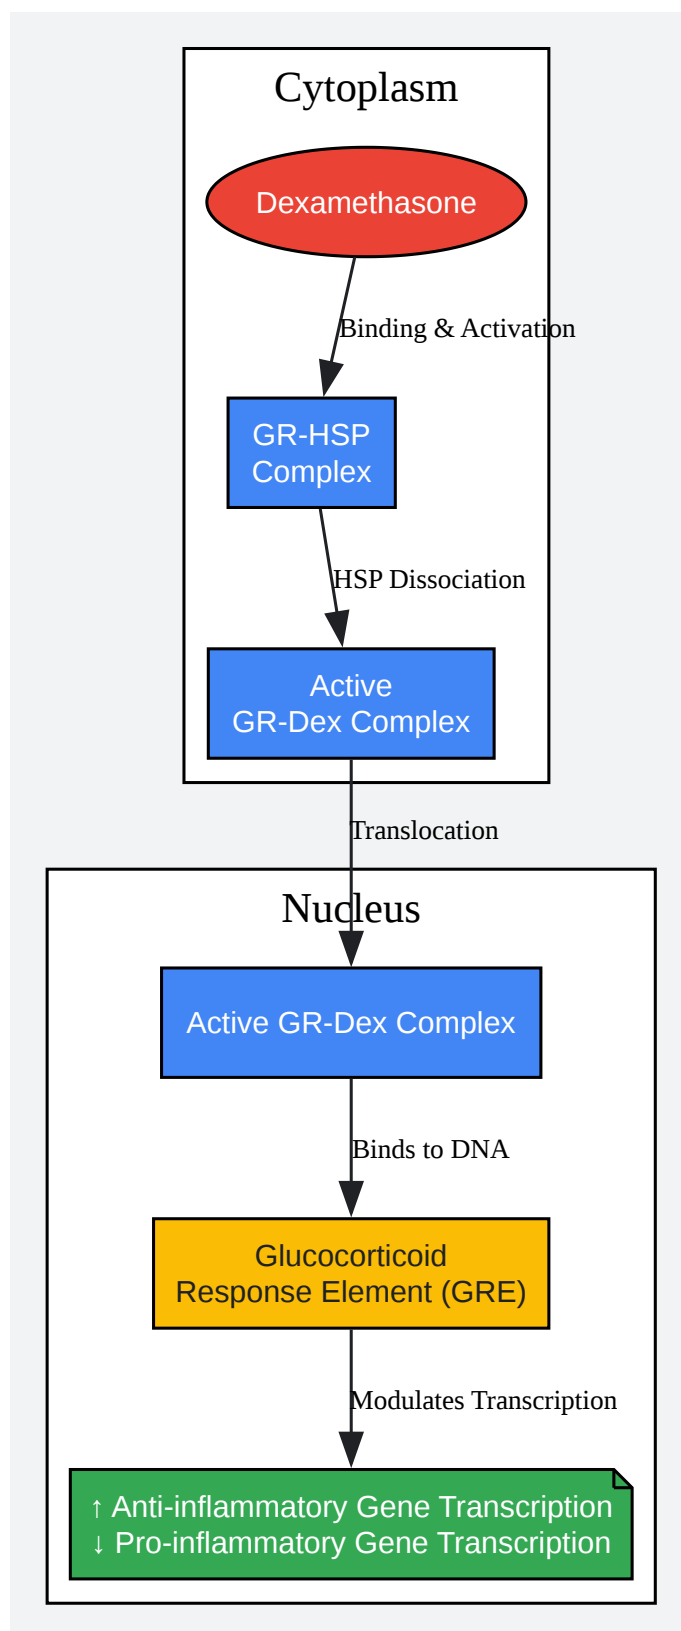 Cytoplasm
Dexamethasone
Binding & Activation
GR-HSP
Complex
HSP Dissociation
Active
GR-Dex Complex
Translocation
Nucleus
Active GR-Dex Complex
Binds to DNA
Glucocorticoid
Response Element (GRE)
Modulates Transcription
↑ Anti-inflammatory Gene Transcription
↓ Pro-inflammatory Gene Transcription